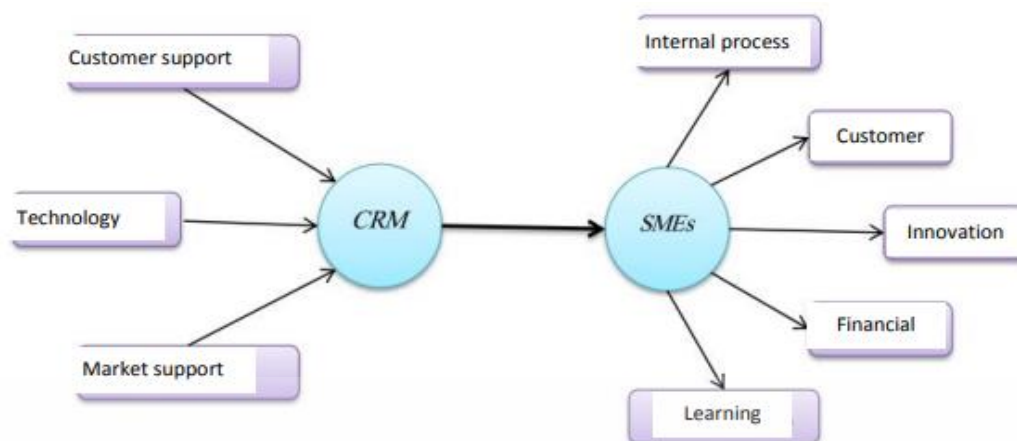 Internal process
Customer support
Customer
Technology
CRM
SMEs
Innovation
Financial
Market support
Learning